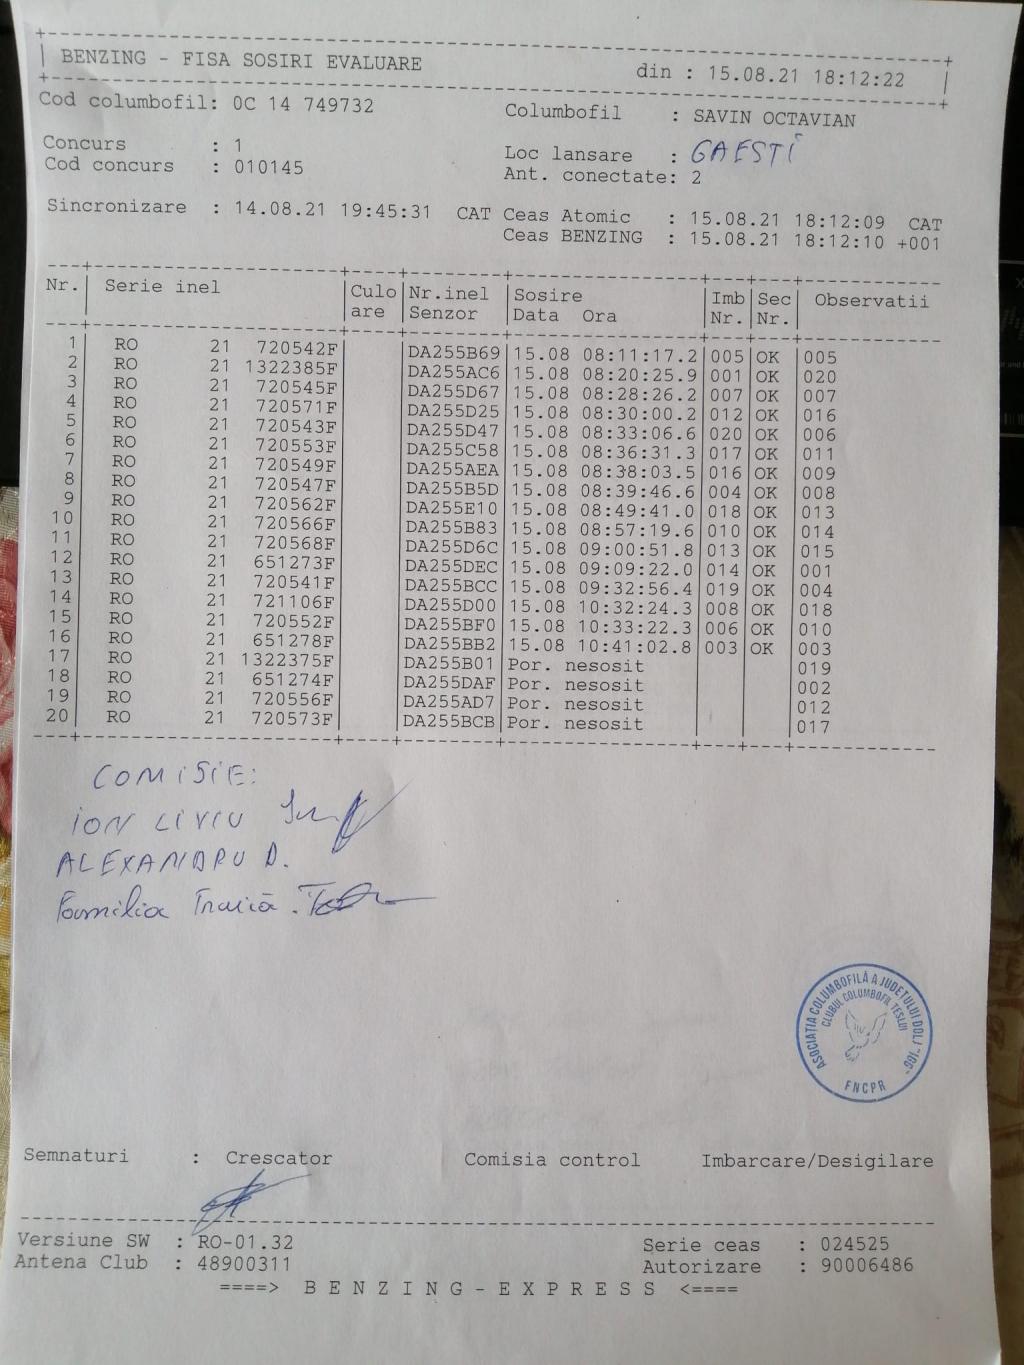 BENZING - FISA SOSIRI EVALUARE din : 15.08.21 18:12:22
Cod columbofil: 0C 14 749732 Columbofil : SAVIN OCTAVIAN
Concurs : 1 Loc lansare : GAESTI
Cod concurs : 010145 Ant. conectate: 2
Sincronizare : 14.08.21 19:45:31 CAT Ceas Atomic : 15.08.21 18:12:09 CAT
Ceas BENZING : 15.08.21 18:12:10 +001
Nr. Serie inel Culo Nr.inel Sosire Imb Sec Observatii
are Senzor Data Ora Nr. Nr.
1 RO 21 720542F DA255B69 15.08 08:11:17.2 005 OK 005
2 RO 21 1322385F DA255AC6 15.08 08:20:25.9 001 OK 020
3 RO 21 720545F DA255D67 15.08 08:28:26.2 007 OK 007
4 RO 21 720571F DA255D25 15.08 08:30:00.2 012 OK 016
5 RO 21 720543F DA255D47 15.08 08:33:06.6 020 OK 006
6 RO 21 720553F DA255C58 15.08 08:36:31.3 017 OK 011
7 RO 21 720549F DA255AEA 15.08 08:38:03.5 016 OK 009
8 RO 21 720547F DA255B5D 15.08 08:39:46.6 004 OK 008
9 RO 21 720562F DA255E10 15.08 08:49:41.0 018 OK 013
10 RO 21 720566F DA255B83 15.08 08:57:19.6 010 OK 014
11 RO 21 720568F DA255D6C 15.08 09:00:51.8 013 OK 015
12 RO 21 651273F DA255DEC 15.08 09:09:22.0 014 OK 001
13 RO 21 720541F DA255BCC 15.08 09:32:56.4 019 OK 004
14 RO 21 721106F DA255D00 15.08 10:32:24.3 008 OK 018
15 RO 21 720552F DA255BF0 15.08 10:33:22.3 006 OK 010
16 RO 21 651278F DA255BB2 15.08 10:41:02.8 003 OK 003
17 RO 21 1322375F DA255B01 Por. nesosit 019
18 RO 21 651274F DA255DAF Por. nesosit 002
19 RO 21 720556F DA255AD7 Por. nesosit 012
20 RO 21 720573F DA255BCB Por. nesosit 017
COMISIE:
ION LIVIU
ALEXANDRU D.
Familia Traică.
ASOCIATIA COLUMBOFILĂ A JUDETULUI DOLJ "IGG"
CLUBUL COLUMBOFIL TESLUI
FNCPR
Semnaturi : Crescator Comisia control Imbarcare/Desigilare
Versiune SW : RO-01.32 Serie ceas : 024525
Antena Club : 48900311 Autorizare : 90006486
====> B E N Z I N G - E X P R E S S <====